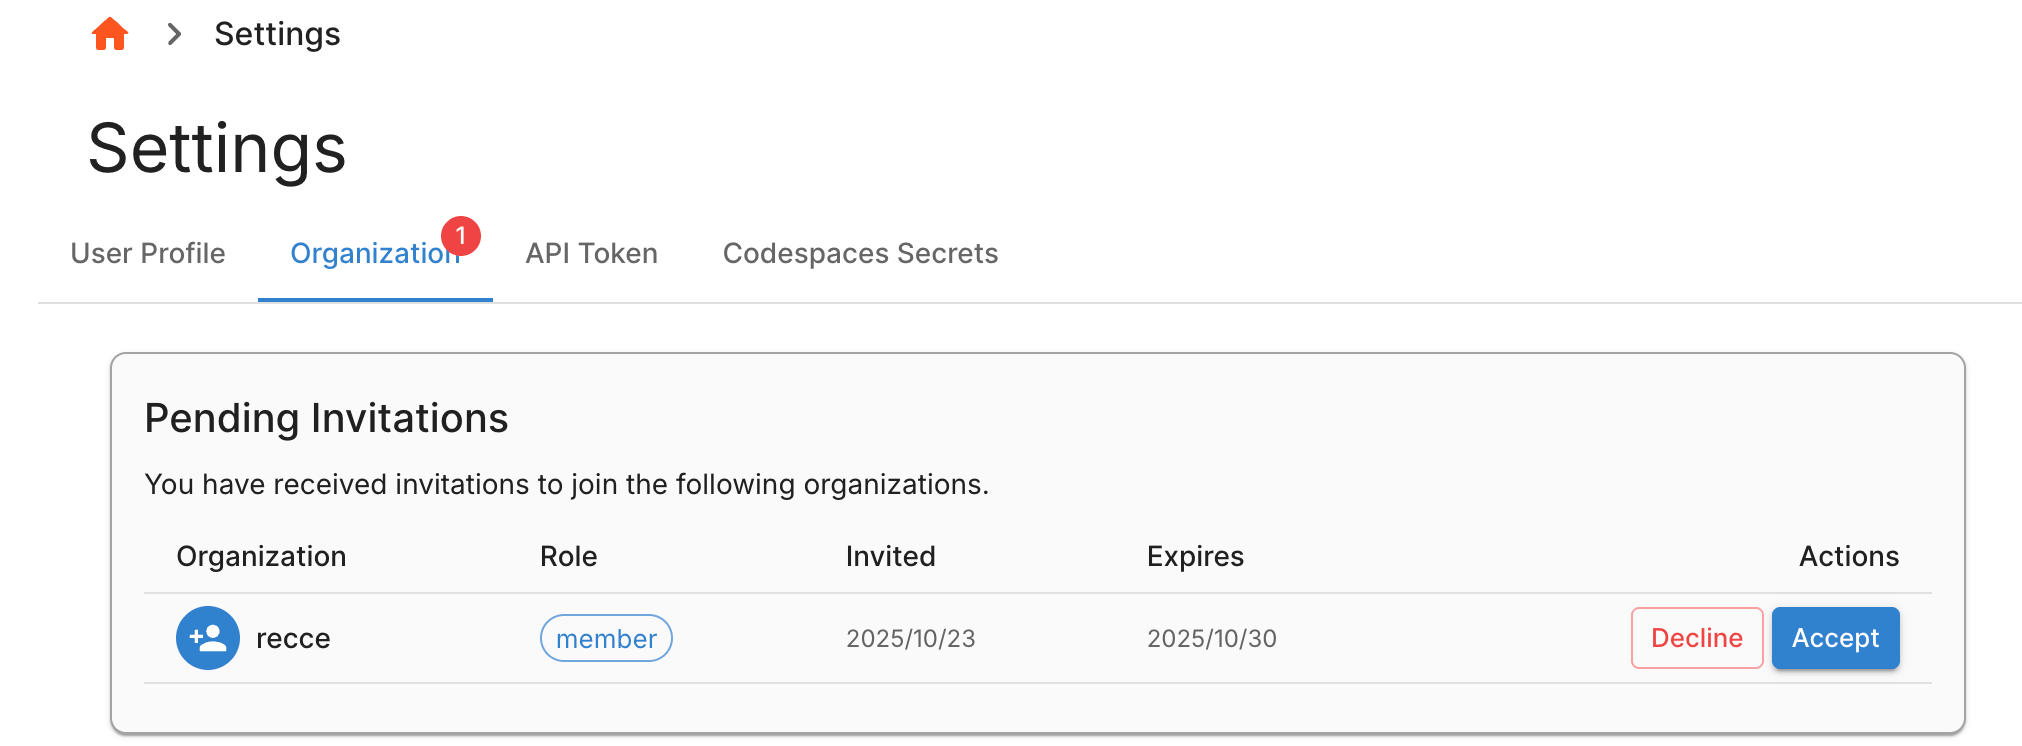 Settings
Settings
User Profile Organization 1 API Token Codespaces Secrets
Pending Invitations
You have received invitations to join the following organizations.
Organization Role Invited Expires Actions
recce member 2025/10/23 2025/10/30 Decline Accept